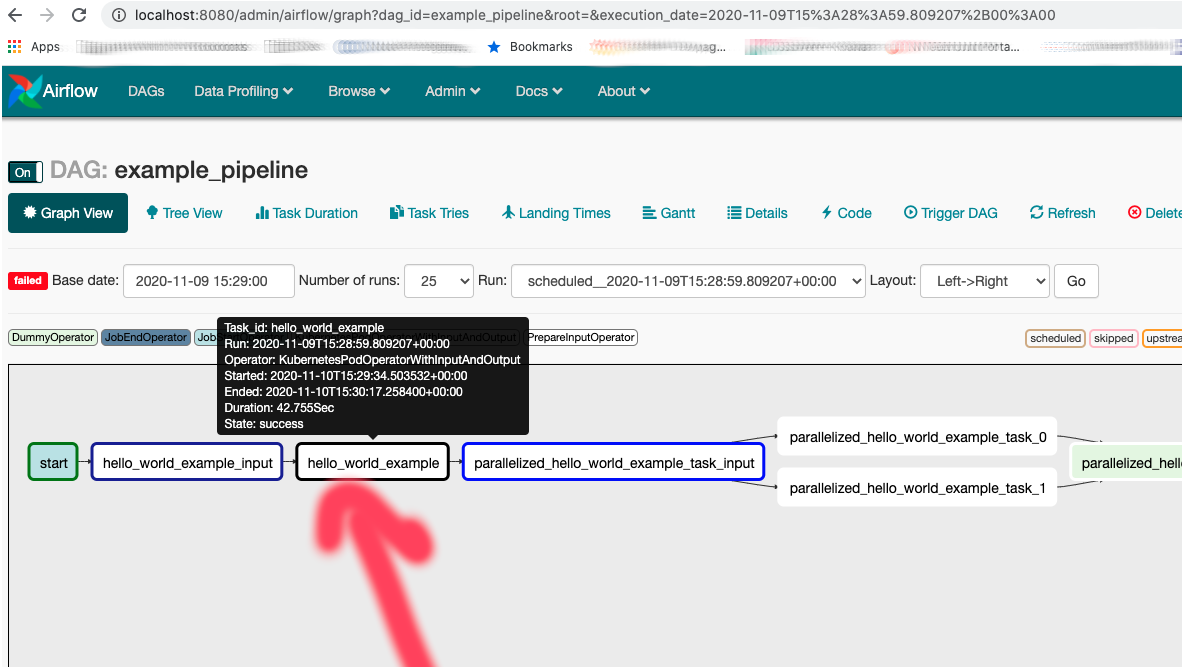 localhost:8080/admin/airflow/graph?dag_id=example_pipeline&root=&execution_date=2020-11-09T15%3A28%3A59.809207%2B00%3A00
Apps Bookmarks
Airflow DAGs Data Profiling Browse Admin Docs About
On DAG: example_pipeline
Graph View Tree View Task Duration Task Tries Landing Times Gantt Details Code Trigger DAG Refresh Delete
failed Base date: 2020-11-09 15:29:00 Number of runs: 25 Run: scheduled__2020-11-09T15:28:59.809207+00:00 Layout: Left->Right Go
DummyOperator JobEndOperator PrepareInputOperator scheduled skipped upstrea
Task_id: hello_world_example
Run: 2020-11-09T15:28:59.809207+00:00
Operator: KubernetesPodOperatorWithInputAndOutput
Started: 2020-11-10T15:29:34.503532+00:00
Ended: 2020-11-10T15:30:17.258400+00:00
Duration: 42.755Sec
State: success
start hello_world_example_input hello_world_example parallelized_hello_world_example_task_input
parallelized_hello_world_example_task_0
parallelized_hello_world_example_task_1
parallelized_hell